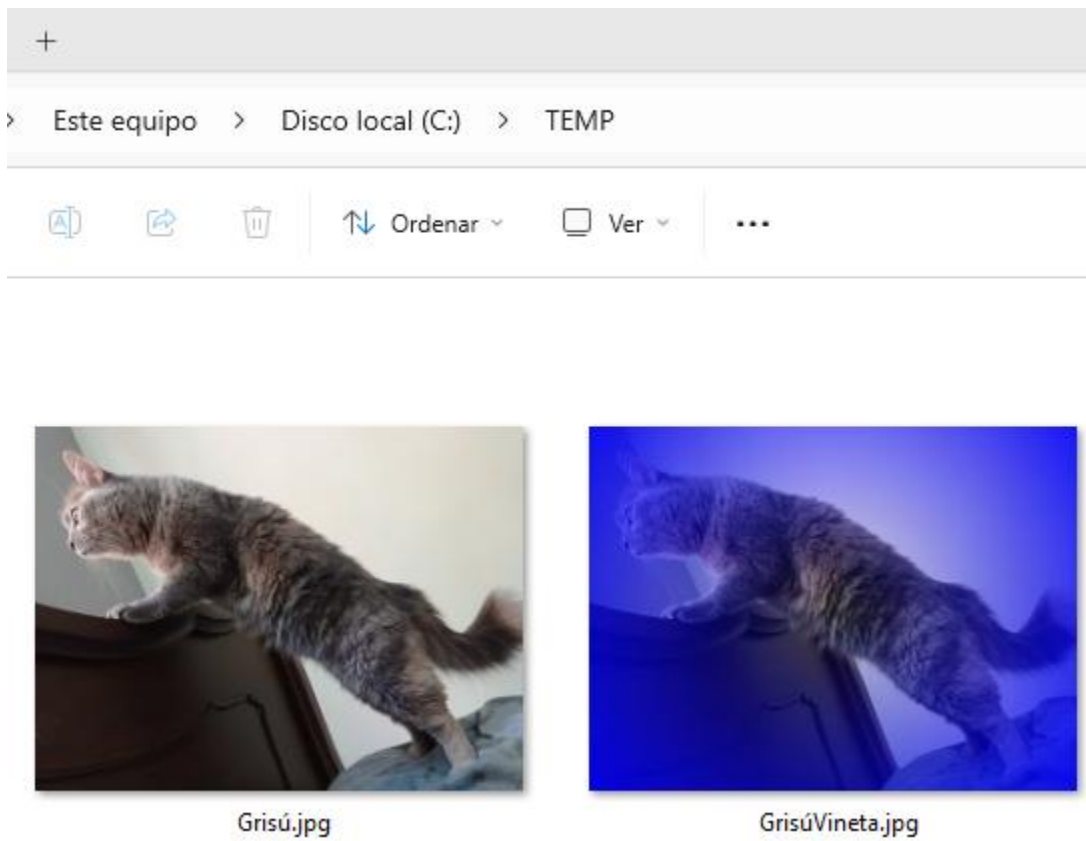 Este equipo > Disco local (C:) > TEMP
Ordenar Ver
Grisú.jpg GrisúVineta.jpg